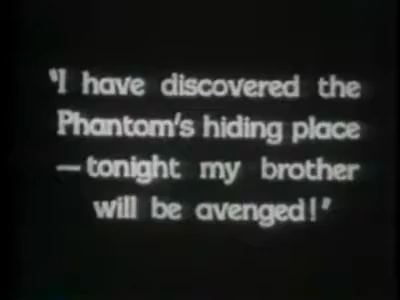 "I have discovered the
Phantom's hiding place
—tonight my brother
will be avenged!"